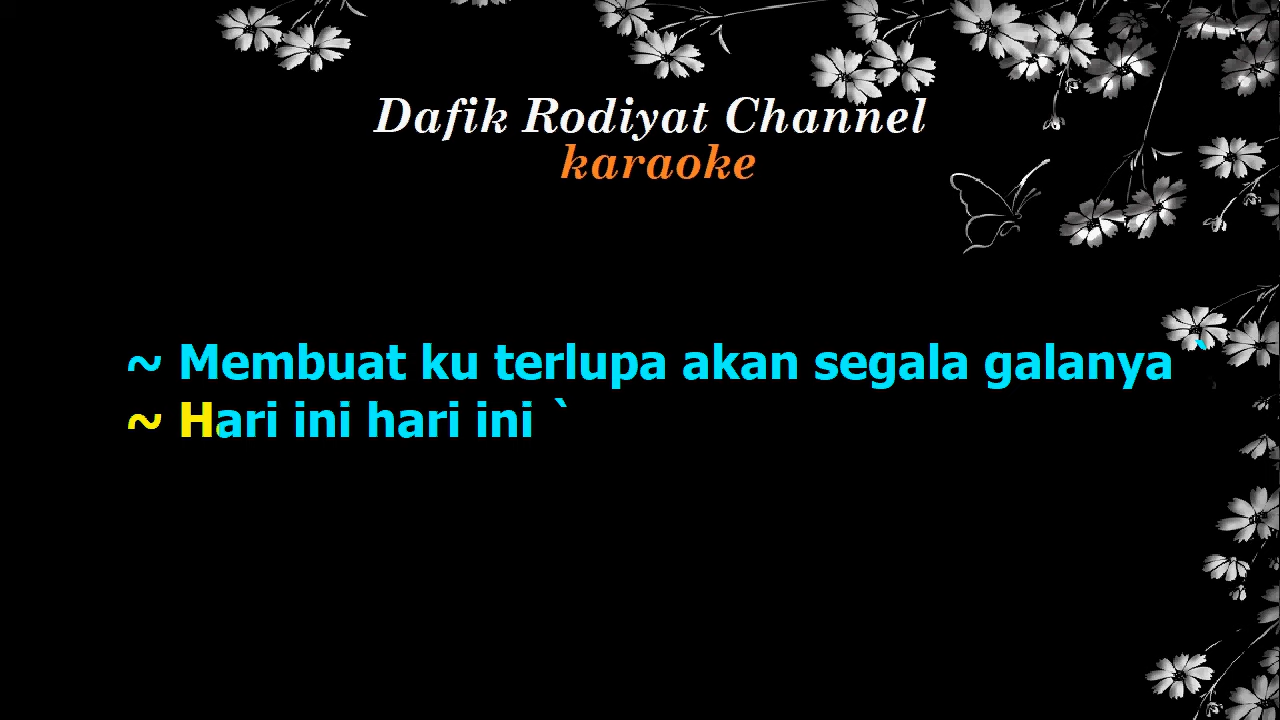 Dafik Rodiyat Channel
karaoke
~ Membuat ku terlupa akan segala galanya `
~ Hari ini hari ini `